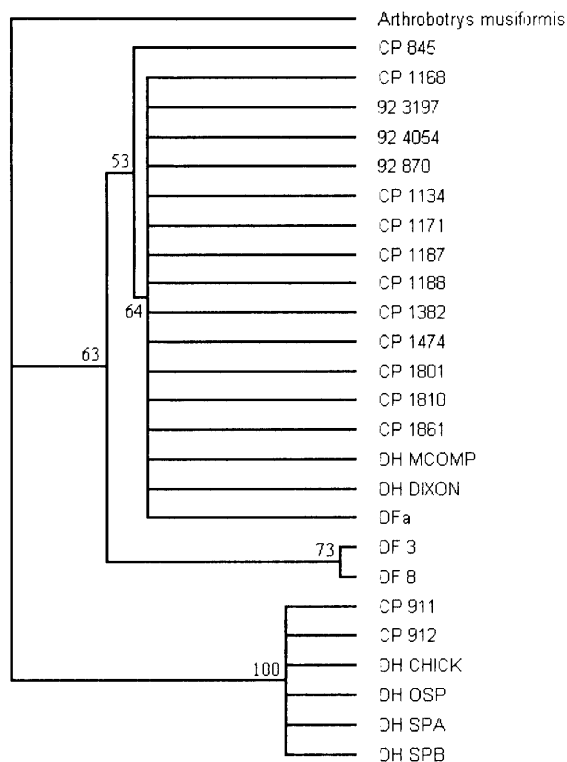 Arthrobotrys musiformis
CP 845
CP 1168
92 3197
92 4054
53
92 870
CP 1134
CP 1171
CP 1187
CP 1188
64
CP 1382
CP 1474
63
CP 1801
CP 1810
CP 1861
DH MCOMP
DH DIXON
DFa
73
DF 3
DF 8
CP 911
CP 912
100
DH CHICK
DH OSP
DH SPA
DH SPB